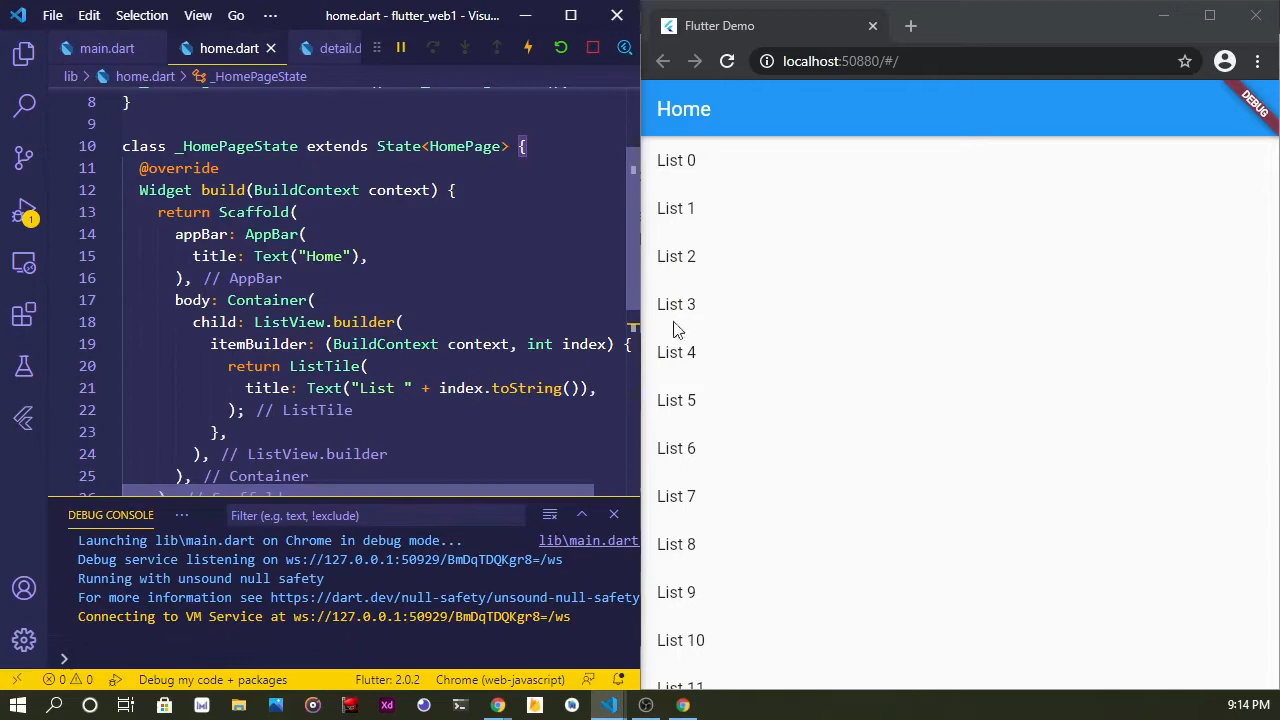 File Edit Selection View Go ··· home.dart - flutter_web1 - Visu...
main.dart home.dart detail.d
lib > home.dart > _HomePageState
8 }
9
10 class _HomePageState extends State<HomePage> {
11 @override
12 Widget build(BuildContext context) {
13 return Scaffold(
14 appBar: AppBar(
15 title: Text("Home"),
16 ), // AppBar
17 body: Container(
18 child: ListView.builder(
19 itemBuilder: (BuildContext context, int index) {
20 return ListTile(
21 title: Text("List " + index.toString()),
22 ); // ListTile
23 },
24 ), // ListView.builder
25 ), // Container
1
DEBUG CONSOLE ··· Filter (e.g. text, !exclude)
Launching lib\main.dart on Chrome in debug mode... lib\main.dart
Debug service listening on ws://127.0.0.1:50929/BmDqTDQKgr8=/ws
Running with unsound null safety
For more information see https://dart.dev/null-safety/unsound-null-safety
Connecting to VM Service at ws://127.0.0.1:50929/BmDqTDQKgr8=/ws
0 0 Debug my code + packages Flutter: 2.0.2 Chrome (web-javascript)
Flutter Demo
localhost:50880/#/
Home
DEBUG
List 0
List 1
List 2
List 3
List 4
List 5
List 6
List 7
List 8
List 9
List 10
List 11
Xd
9:14 PM